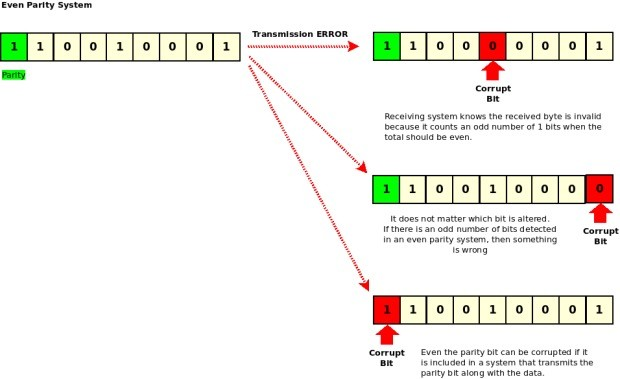 Even Parity System
Transmission ERROR
1 1 0 0 1 0 0 0 1
Parity
1 1 0 0 0 0 0 0 1
Corrupt
Bit
Receiving system knows the received byte is invalid
because it counts an odd number of 1 bits when the
total should be even.
1 1 0 0 1 0 0 0 0
It does not matter which bit is altered.
If there is an odd number of bits detected
in an even parity system, then something
is wrong
Corrupt
Bit
1 1 0 0 1 0 0 0 1
Corrupt
Bit
Even the parity bit can be corrupted if it
is included in a system that transmits the
parity bit along with the data.